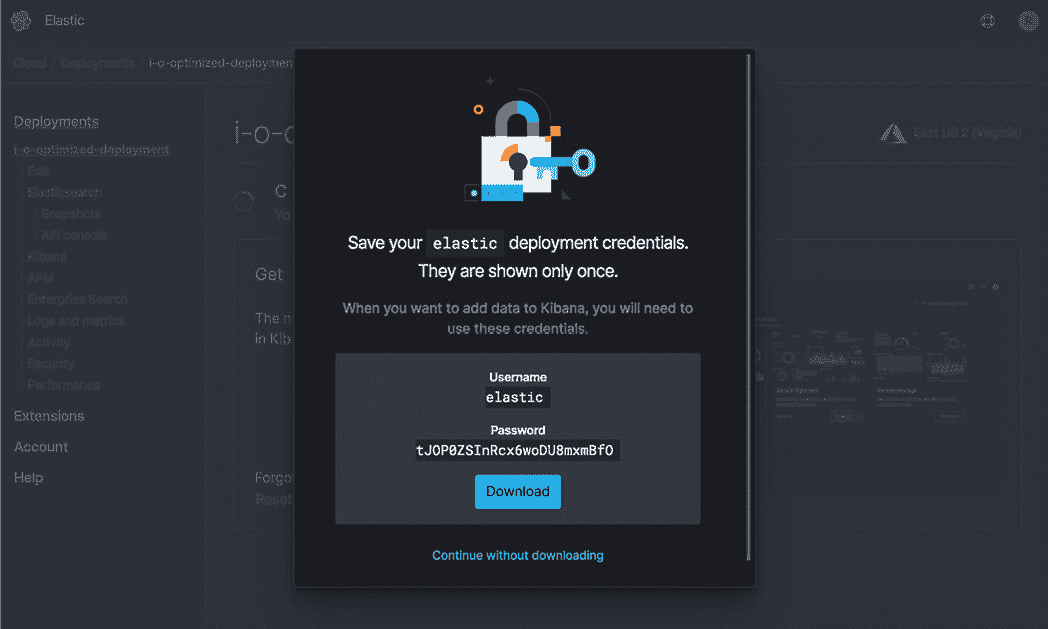 Elastic
Cloud / Deployments / i-o-optimized-deploymen
Deployments
i-o-optimized-deployment
Edit
Elasticsearch
Snapshots
API console
Kibana
APM
Enterprise Search
Logs and metrics
Activity
Security
Performance
Extensions
Account
Help
i-o-o
East US 2 (Virginia)
C
Yo
Get
The n
in Kib
Forgo
Reset
Save your elastic deployment credentials.
They are shown only once.
When you want to add data to Kibana, you will need to
use these credentials.
Username
elastic
Password
tJOP0ZSInRcx6woDU8mxmBfO
Download
Continue without downloading